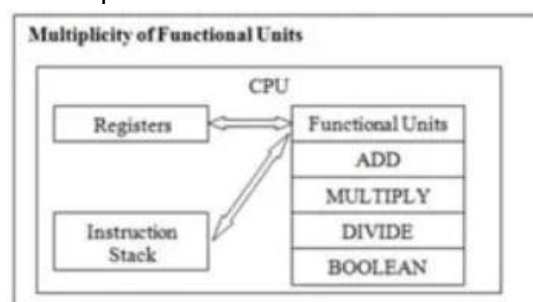 Multiplicity of Functional Units
CPU
Registers
Functional Units
ADD
MULTIPLY
Instruction
Stack
DIVIDE
BOOLEAN